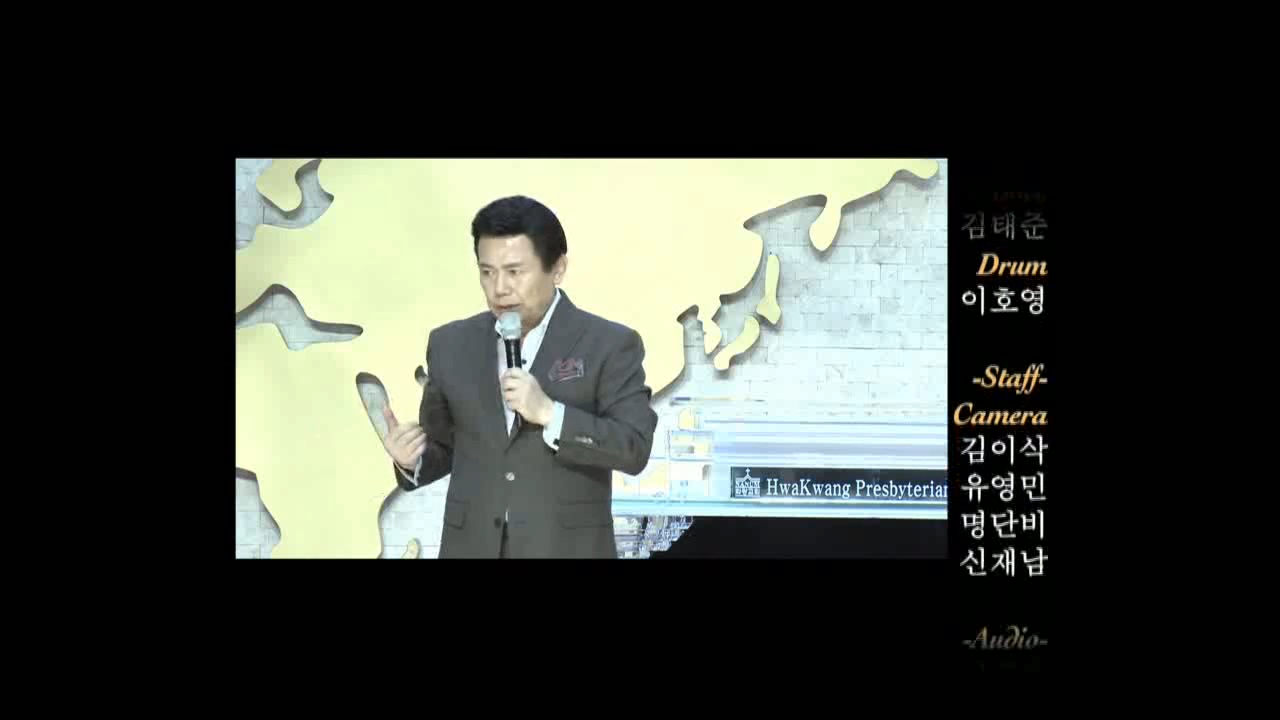 HwaKwang Presbyterian
김태준
Drum
이호영
-Staff-
Camera
김이삭
유영민
명단비
신재남
-Audio-